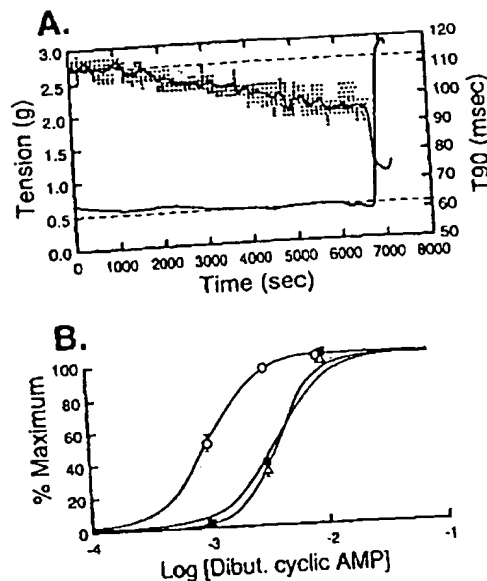 A.
3.0
2.5
2.0
1.5
1.0
0.5
0.0
Tension (g)
120
110
100
90
80
70
60
50
T90 (msec)
0 1000 2000 3000 4000 5000 6000 7000 8000
Time (sec)
B.
100
80
60
40
20
0
% Maximum
-4 -3 -2 -1
Log [Dibut. cyclic AMP]